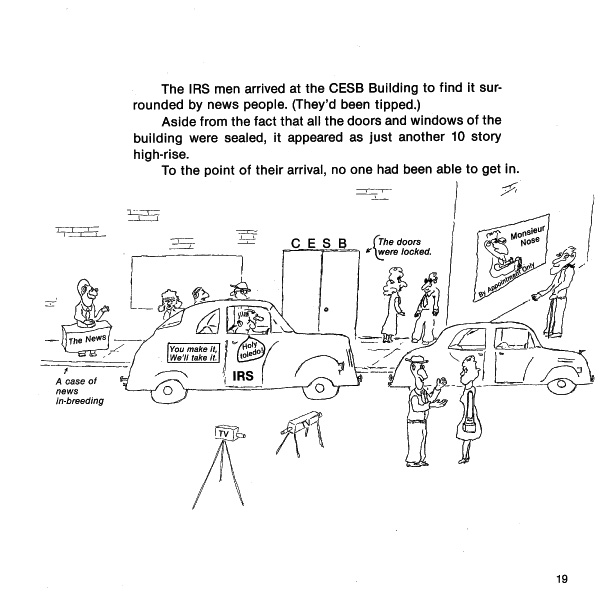 The IRS men arrived at the CESB Building to find it sur-
rounded by news people. (They'd been tipped.)
Aside from the fact that all the doors and windows of the
building were sealed, it appeared as just another 10 story
high-rise.
To the point of their arrival, no one had been able to get in.
C E S B
The doors
were locked.
Monsieur
Nose
By Appointment Only
The News
You make it,
We'll take it.
Holy
toledo!
IRS
A case of
news
in-breeding
TV
19